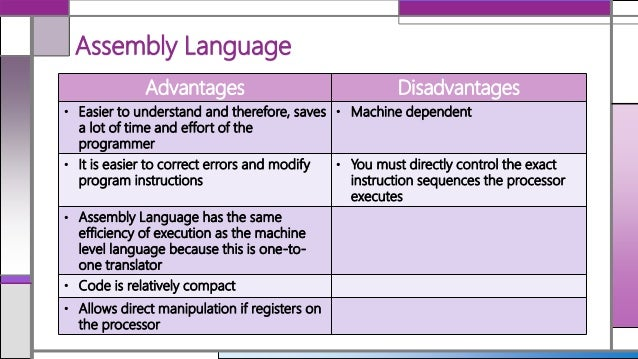 Assembly Language
Advantages
Disadvantages
• Easier to understand and therefore, saves
a lot of time and effort of the
programmer
• Machine dependent
• It is easier to correct errors and modify
program instructions
• You must directly control the exact
instruction sequences the processor
executes
• Assembly Language has the same
efficiency of execution as the machine
level language because this is one-to-
one translator
• Code is relatively compact
• Allows direct manipulation if registers on
the processor